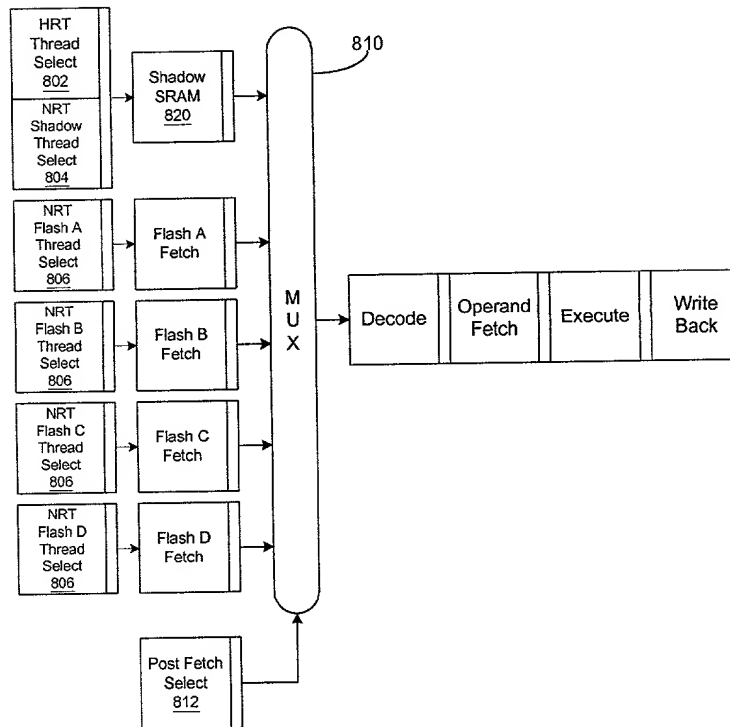 HRT
Thread
Select
802
NRT
Shadow
Thread
Select
804
Shadow
SRAM
820
810
NRT
Flash A
Thread
Select
806
Flash A
Fetch
NRT
Flash B
Thread
Select
806
Flash B
Fetch
NRT
Flash C
Thread
Select
806
Flash C
Fetch
NRT
Flash D
Thread
Select
806
Flash D
Fetch
M
U
X
Decode
Operand
Fetch
Execute
Write
Back
Post Fetch
Select
812